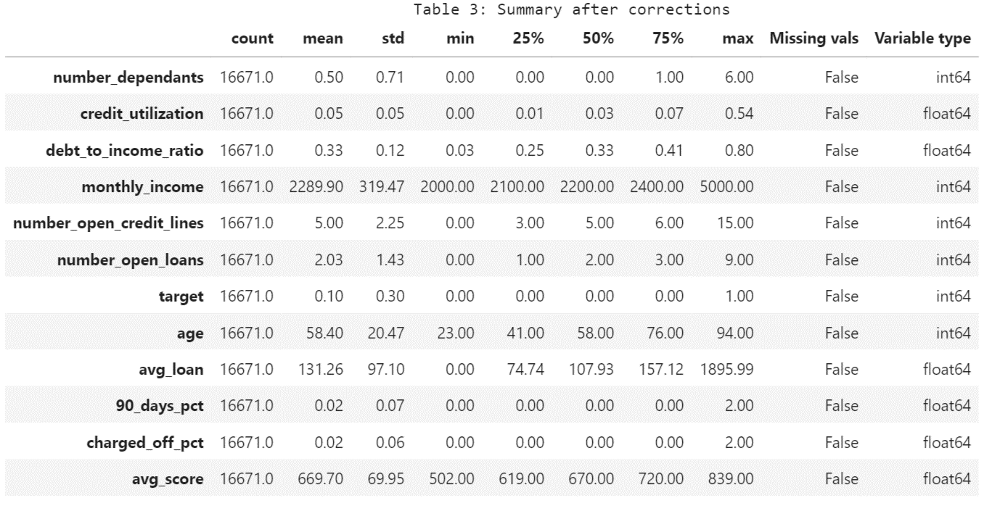 Table 3: Summary after corrections
count mean std min 25% 50% 75% max Missing vals Variable type
number_dependants 16671.0 0.50 0.71 0.00 0.00 0.00 1.00 6.00 False int64
credit_utilization 16671.0 0.05 0.05 0.00 0.01 0.03 0.07 0.54 False float64
debt_to_income_ratio 16671.0 0.33 0.12 0.03 0.25 0.33 0.41 0.80 False float64
monthly_income 16671.0 2289.90 319.47 2000.00 2100.00 2200.00 2400.00 5000.00 False int64
number_open_credit_lines 16671.0 5.00 2.25 0.00 3.00 5.00 6.00 15.00 False int64
number_open_loans 16671.0 2.03 1.43 0.00 1.00 2.00 3.00 9.00 False int64
target 16671.0 0.10 0.30 0.00 0.00 0.00 0.00 1.00 False int64
age 16671.0 58.40 20.47 23.00 41.00 58.00 76.00 94.00 False int64
avg_loan 16671.0 131.26 97.10 0.00 74.74 107.93 157.12 1895.99 False float64
90_days_pct 16671.0 0.02 0.07 0.00 0.00 0.00 0.00 2.00 False float64
charged_off_pct 16671.0 0.02 0.06 0.00 0.00 0.00 0.00 2.00 False float64
avg_score 16671.0 669.70 69.95 502.00 619.00 670.00 720.00 839.00 False float64